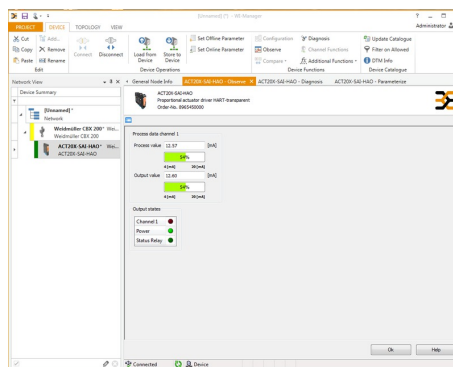 [Unnamed] (*) - WI-Manager
PROJECT DEVICE TOPOLOGY VIEW
Administrator
Cut Add...
Copy Remove
Paste Rename
Connect Disconnect
Load from Device Store to Device
Set Offline Parameter
Set Online Parameter
Configuration Diagnosis
Observe Channel Functions
Compare Additional Functions
Update Catalogue
Filter on Allowed
DTM Info
Edit Device Operations Device Functions Device Catalogue
Network View
General Node Info ACT20X-SAI-HAO - Observe ACT20X-SAI-HAO - Diagnosis ACT20X-SAI-HAO - Parameterize
Device Summary
[Unnamed]*
Network
Weidmüller CBX 200* Wei...
Weidmüller CBX 200
ACT20X-SAI-HAO* Wei...
ACT20X-SAI-HAO
ACT20X-SAI-HAO
Proportional actuator driver HART-transparent
Order-No. 8965450000
Process data channel 1
Process value 12.57 [mA]
54%
4 [mA] 20 [mA]
Output value 12.60 [mA]
54%
4 [mA] 20 [mA]
Output states
Channel 1
Power
Status Relay
Ok Help
Connected Device